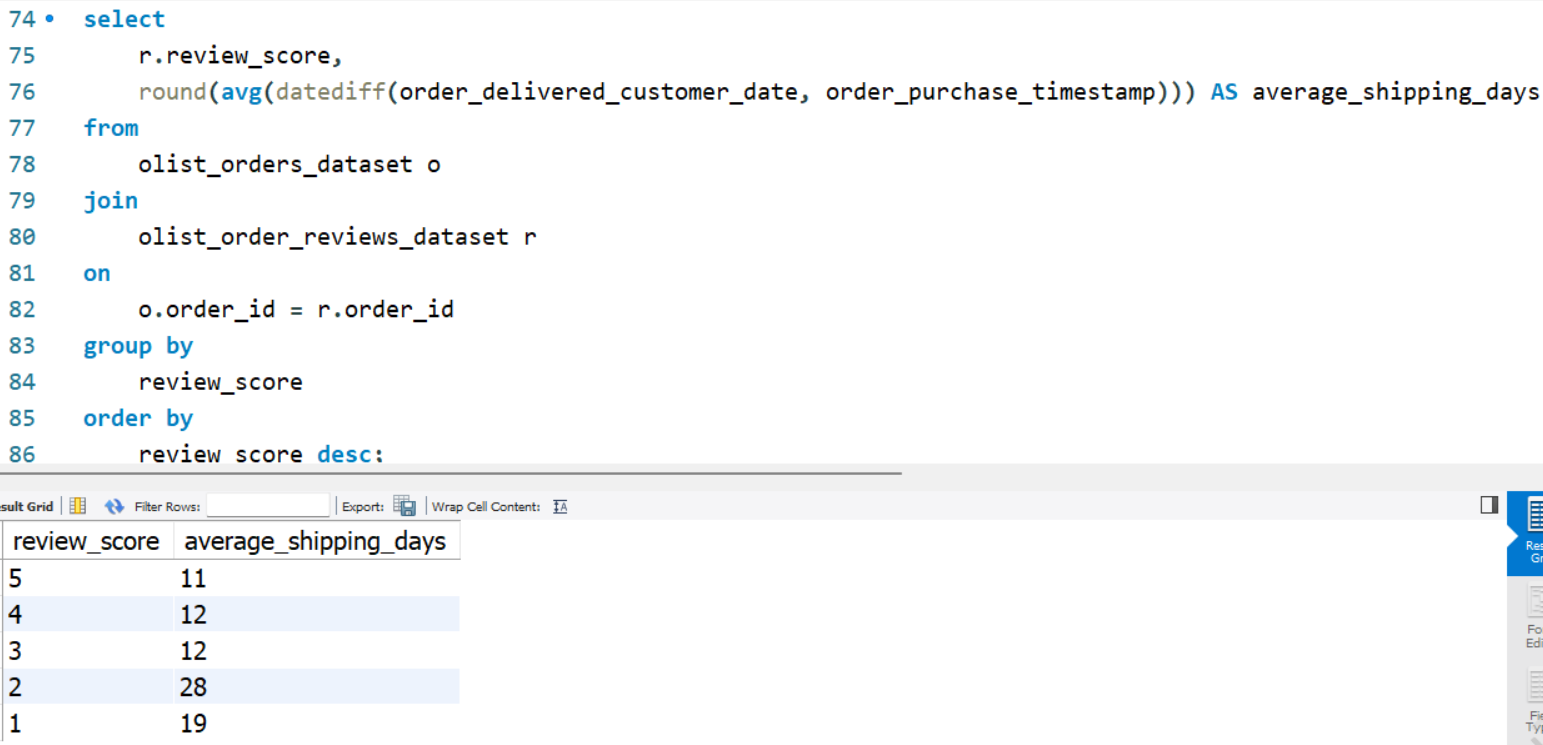 74 select
75 r.review_score,
76 round(avg(datediff(order_delivered_customer_date, order_purchase_timestamp))) AS average_shipping_days
77 from
78 olist_orders_dataset o
79 join
80 olist_order_reviews_dataset r
81 on
82 o.order_id = r.order_id
83 group by
84 review_score
85 order by
86 review_score desc;
sult Grid Filter Rows: Export: Wrap Cell Content: IA
review_score average_shipping_days
5 11
4 12
3 12
2 28
1 19
Res
Gr
Fo
Edi
Fie
Typ